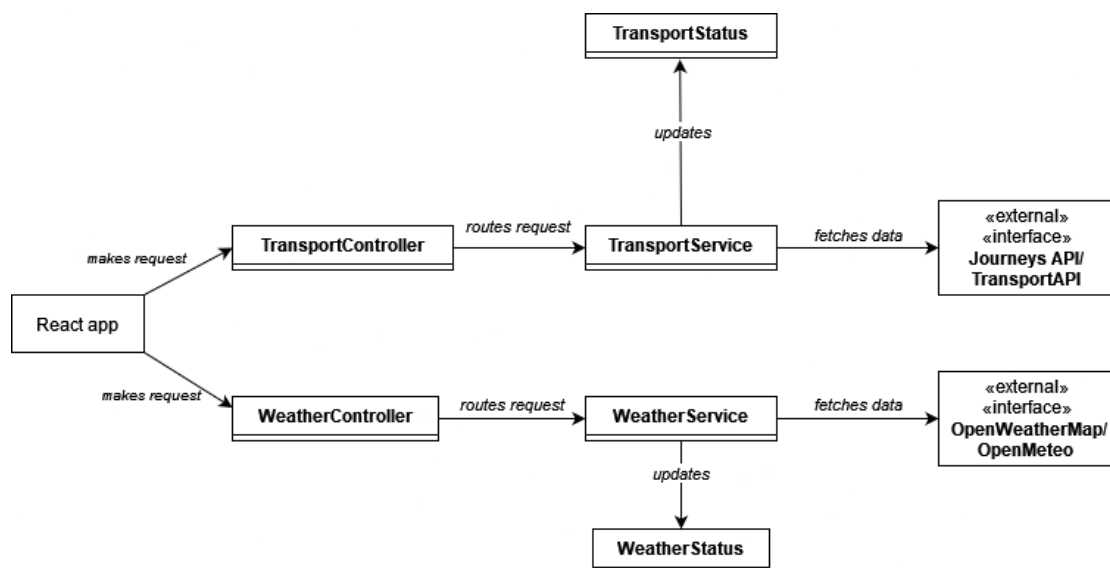 TransportStatus
updates
«external»
«interface»
Journeys API/
TransportAPI
TransportController
routes request
TransportService
fetches data
makes request
React app
makes request
WeatherController
routes request
WeatherService
fetches data
«external»
«interface»
OpenWeatherMap/
OpenMeteo
updates
WeatherStatus